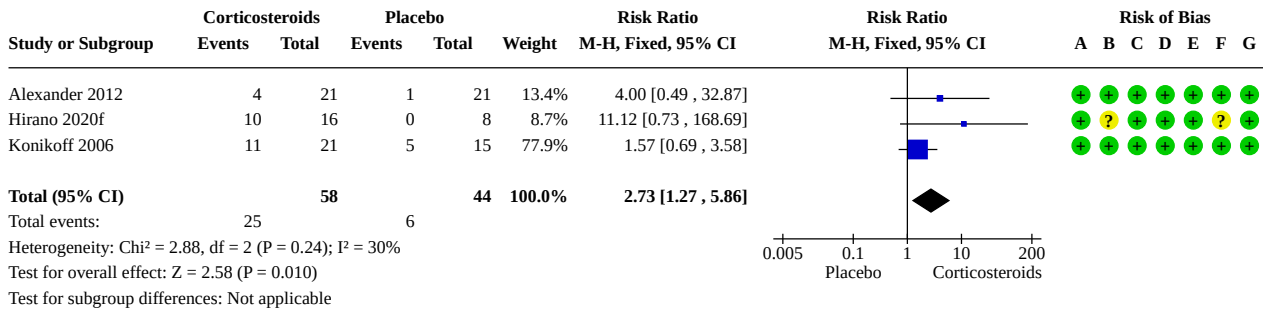 Corticosteroids Placebo Risk Ratio Risk Ratio Risk of Bias
Study or Subgroup Events Total Events Total Weight M-H, Fixed, 95% CI M-H, Fixed, 95% CI A B C D E F G
Alexander 2012 4 21 1 21 13.4% 4.00 [0.49 , 32.87] + + + + + + +
Hirano 2020f 10 16 0 8 8.7% 11.12 [0.73 , 168.69] + ? + + + ? +
Konikoff 2006 11 21 5 15 77.9% 1.57 [0.69 , 3.58] + + + + + + +
Total (95% CI) 58 44 100.0% 2.73 [1.27 , 5.86]
Total events: 25 6
Heterogeneity: Chi² = 2.88, df = 2 (P = 0.24); I² = 30%
0.005 0.1 1 10 200
Test for overall effect: Z = 2.58 (P = 0.010) Placebo Corticosteroids
Test for subgroup differences: Not applicable